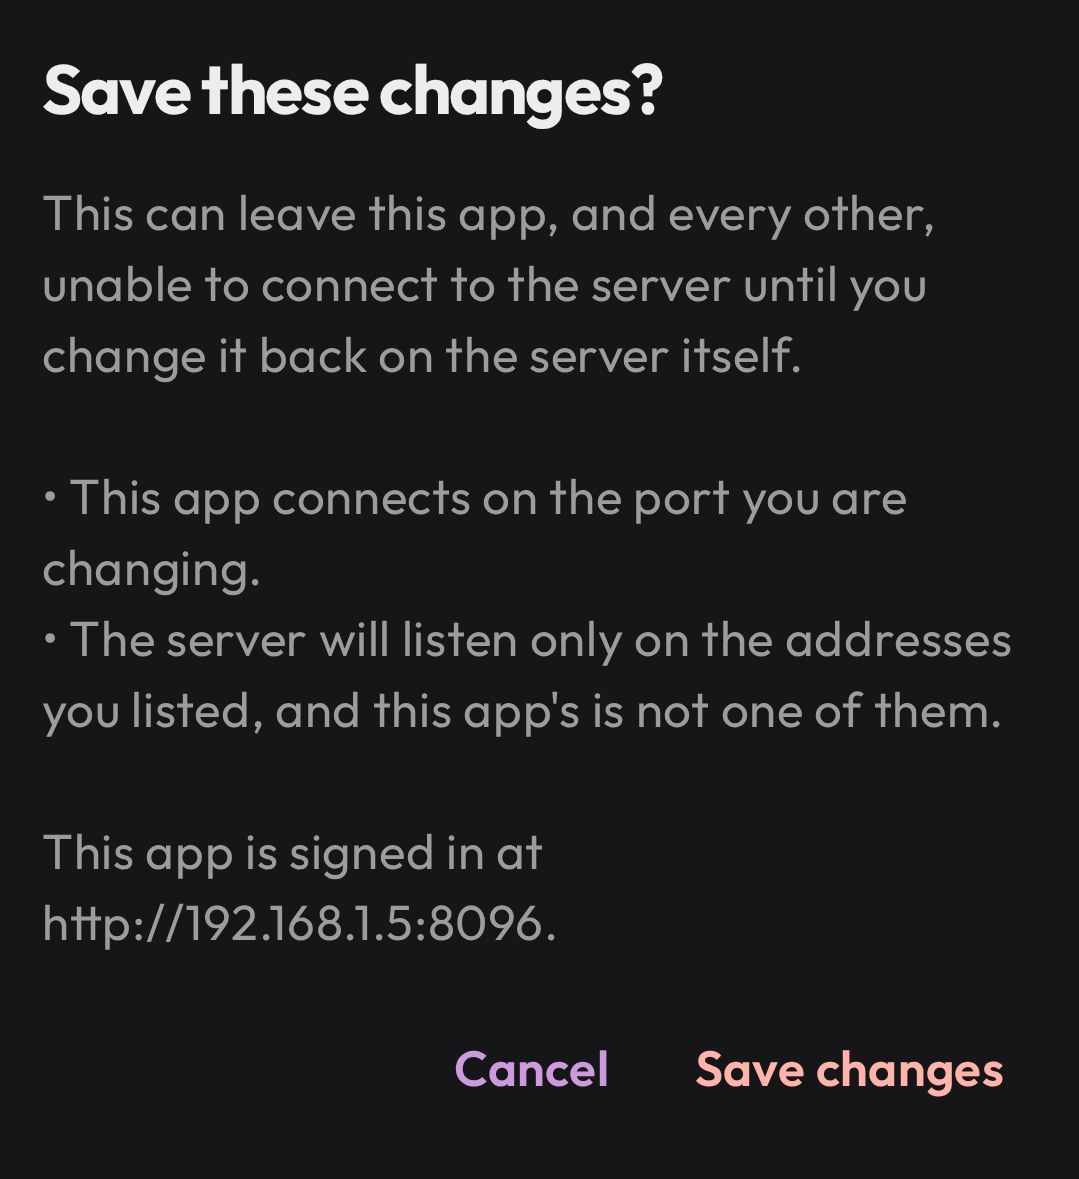 Save these changes?
This can leave this app, and every other,
unable to connect to the server until you
change it back on the server itself.
• This app connects on the port you are
changing.
• The server will listen only on the addresses
you listed, and this app's is not one of them.
This app is signed in at
http://192.168.1.5:8096.
Cancel Save changes